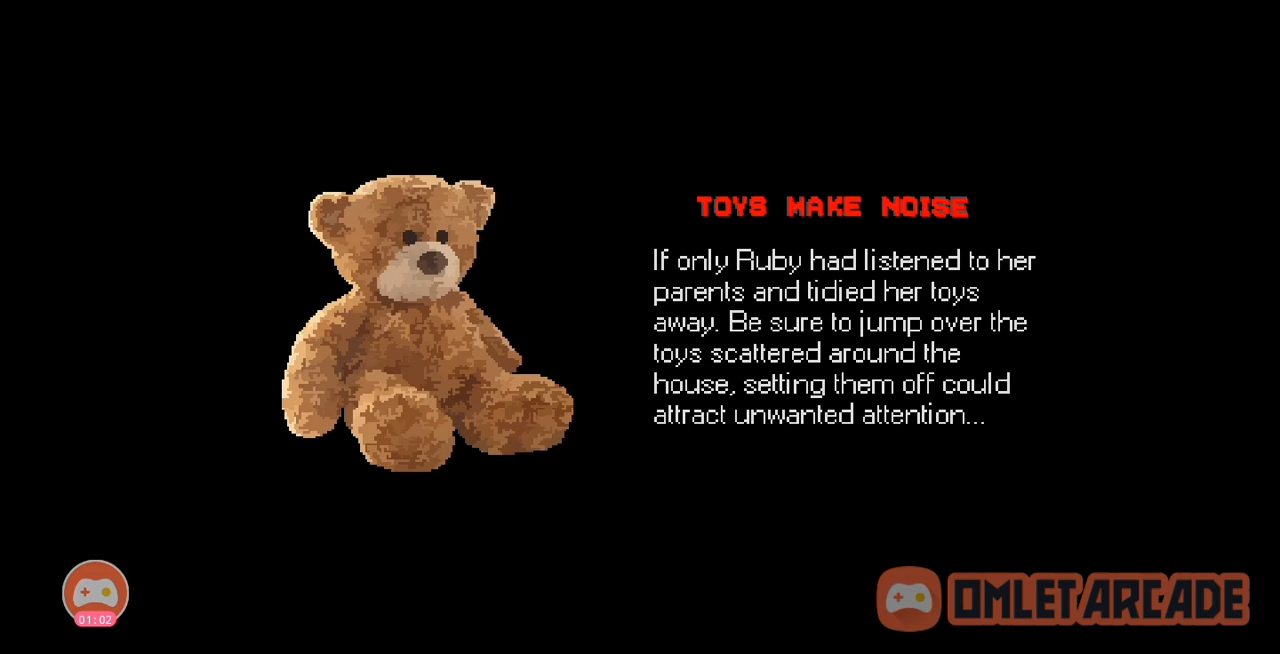 TOYS MAKE NOISE
If only Ruby had listened to her
parents and tidied her toys
away. Be sure to jump over the
toys scattered around the
house, setting them off could
attract unwanted attention...
01:02
OMLET ARCADE